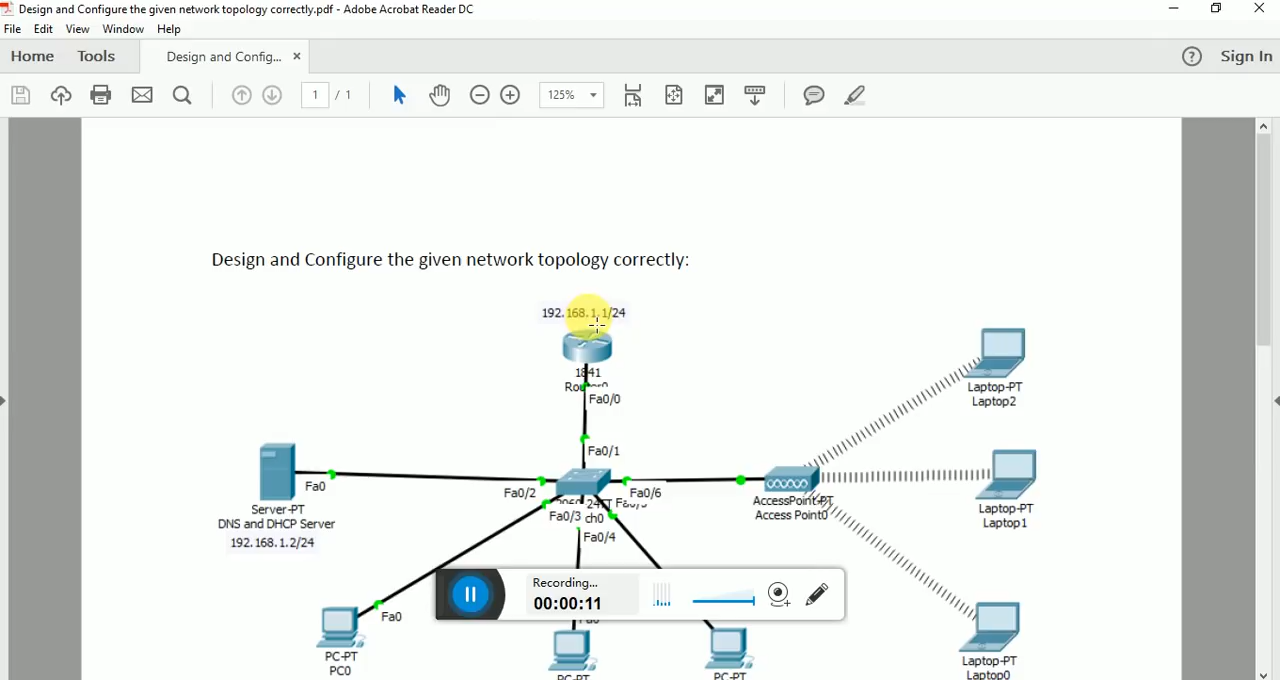 Design and Configure the given network topology correctly.pdf - Adobe Acrobat Reader DC
File Edit View Window Help
Home Tools Design and Config... × Sign In
1 / 1 125%
Design and Configure the given network topology correctly:
192.168.1.1/24
1841
Router0
Fa0/0
Laptop-PT
Laptop2
Fa0/1
Fa0
Fa0/2
Fa0/6
Server-PT
DNS and DHCP Server
192.168.1.2/24
Fa0/3
Fa0/4
AccessPoint-PT
Access Point0
Laptop-PT
Laptop1
Recording...
00:00:11
Fa0
PC-PT
PC0
PC-PT
PC-PT
Laptop-PT
Laptop0